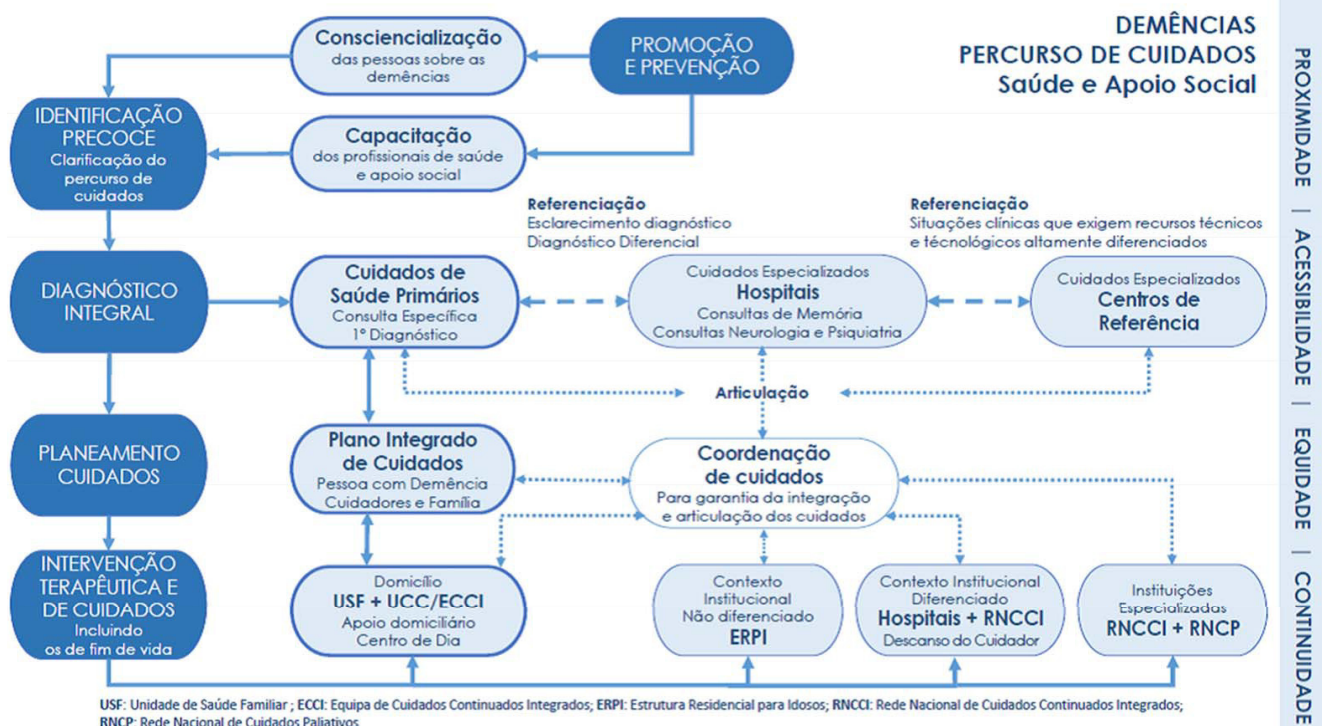 DEMÊNCIAS
PERCURSO DE CUIDADOS
Saúde e Apoio Social
PROMOÇÃO
E PREVENÇÃO
Consciencialização
das pessoas sobre as
demências
Capacitação
dos profissionais de saúde
e apoio social
IDENTIFICAÇÃO
PRECOCE
Clarificação do
percurso de
cuidados
Referenciação
Esclarecimento diagnóstico
Diagnóstico Diferencial
Referenciação
Situações clínicas que exigem recursos técnicos
e técnológicos altamente diferenciados
DIAGNÓSTICO
INTEGRAL
Cuidados de
Saúde Primários
Consulta Específica
1º Diagnóstico
Cuidados Especializados
Hospitais
Consultas de Memória
Consultas Neurologia e Psiquiatria
Cuidados Especializados
Centros de
Referência
Articulação
PLANEAMENTO
CUIDADOS
Plano Integrado
de Cuidados
Pessoa com Demência
Cuidadores e Família
Coordenação
de cuidados
Para garantia da integração
e articulação dos cuidados
INTERVENÇÃO
TERAPÊUTICA E
DE CUIDADOS
Incluindo
os de fim de vida
Domicílio
USF + UCC/ECCI
Apoio domiciliário
Centro de Dia
Contexto
Institucional
Não diferenciado
ERPI
Contexto Institucional
Diferenciado
Hospitais + RNCCI
Descanso do Cuidador
Instituições
Especializadas
RNCCI + RNCP
PROXIMIDADE | ACESSIBILIDADE | EQUIDADE | CONTINUIDADE
USF: Unidade de Saúde Familiar ; ECCI: Equipa de Cuidados Continuados Integrados; ERPI: Estrutura Residencial para Idosos; RNCCI: Rede Nacional de Cuidados Continuados Integrados;
RNCP: Rede Nacional de Cuidados Paliativos